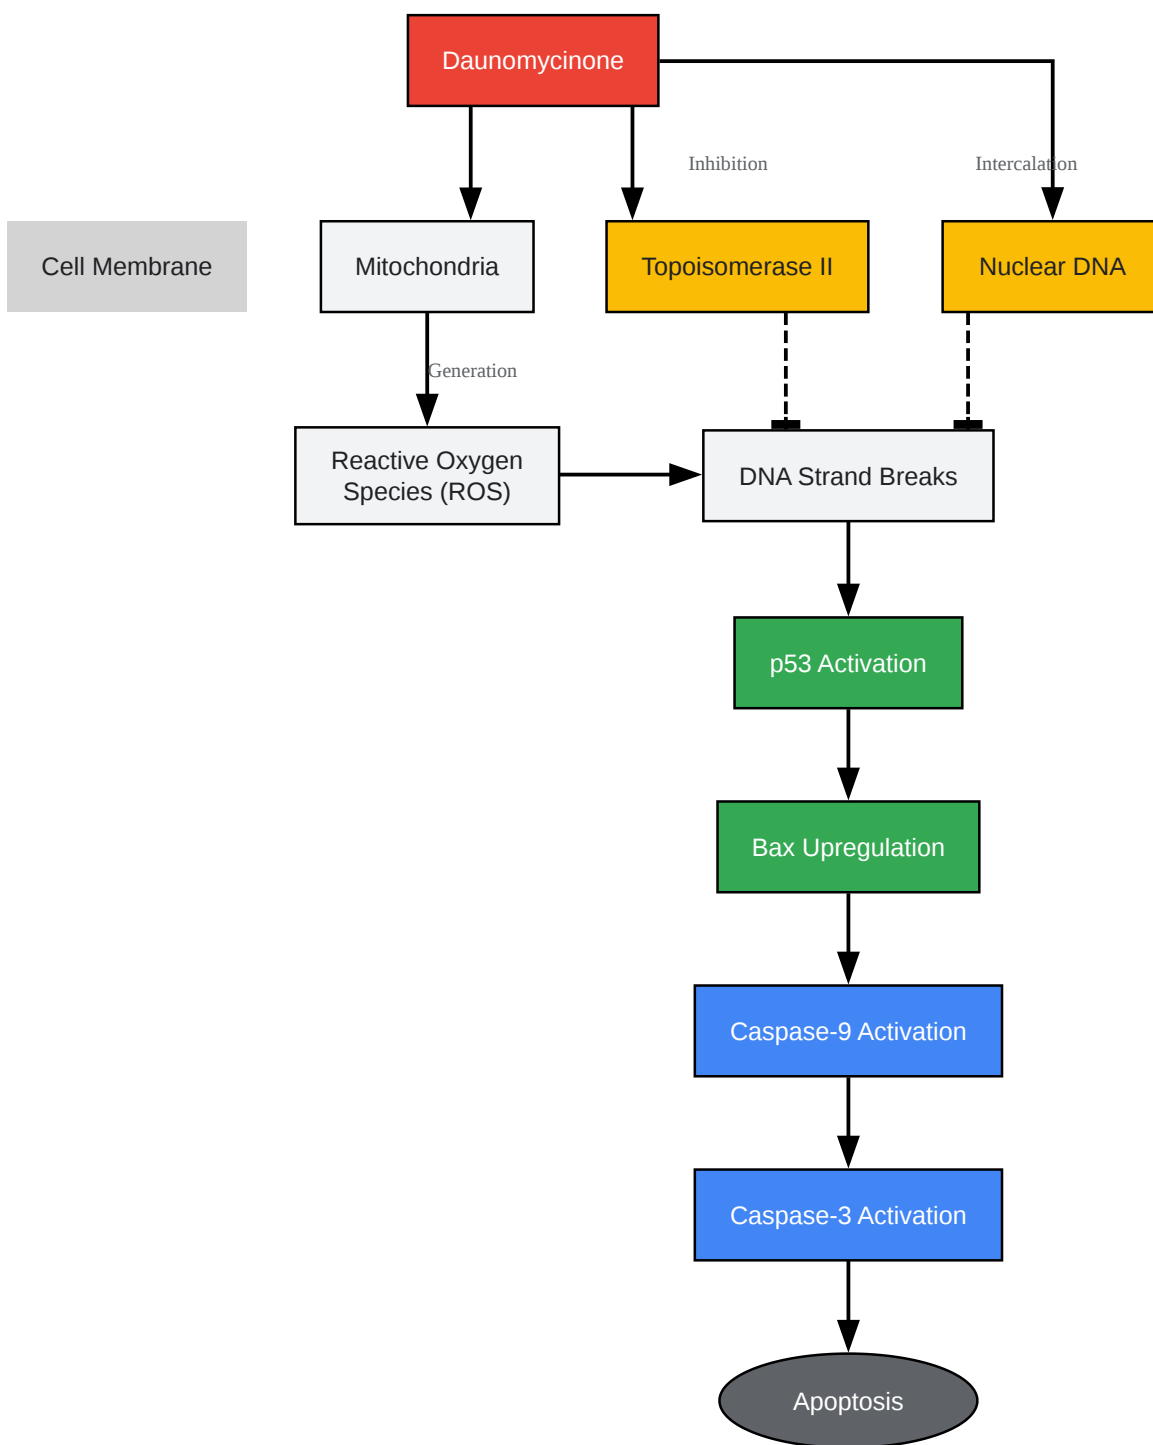 Daunomycinone
Inhibition
Intercalation
Cell Membrane
Mitochondria
Topoisomerase II
Nuclear DNA
Generation
Reactive Oxygen
Species (ROS)
DNA Strand Breaks
p53 Activation
Bax Upregulation
Caspase-9 Activation
Caspase-3 Activation
Apoptosis